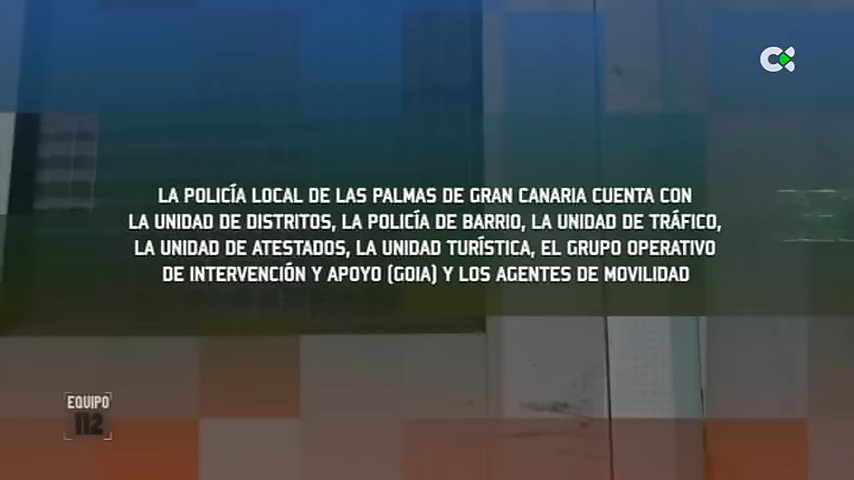 LA POLICÍA LOCAL DE LAS PALMAS DE GRAN CANARIA CUENTA CON
LA UNIDAD DE DISTRITOS, LA POLICÍA DE BARRIO, LA UNIDAD DE TRÁFICO,
LA UNIDAD DE ATESTADOS, LA UNIDAD TURÍSTICA, EL GRUPO OPERATIVO
DE INTERVENCIÓN Y APOYO (GOIA) Y LOS AGENTES DE MOVILIDAD
EQUIPO
112